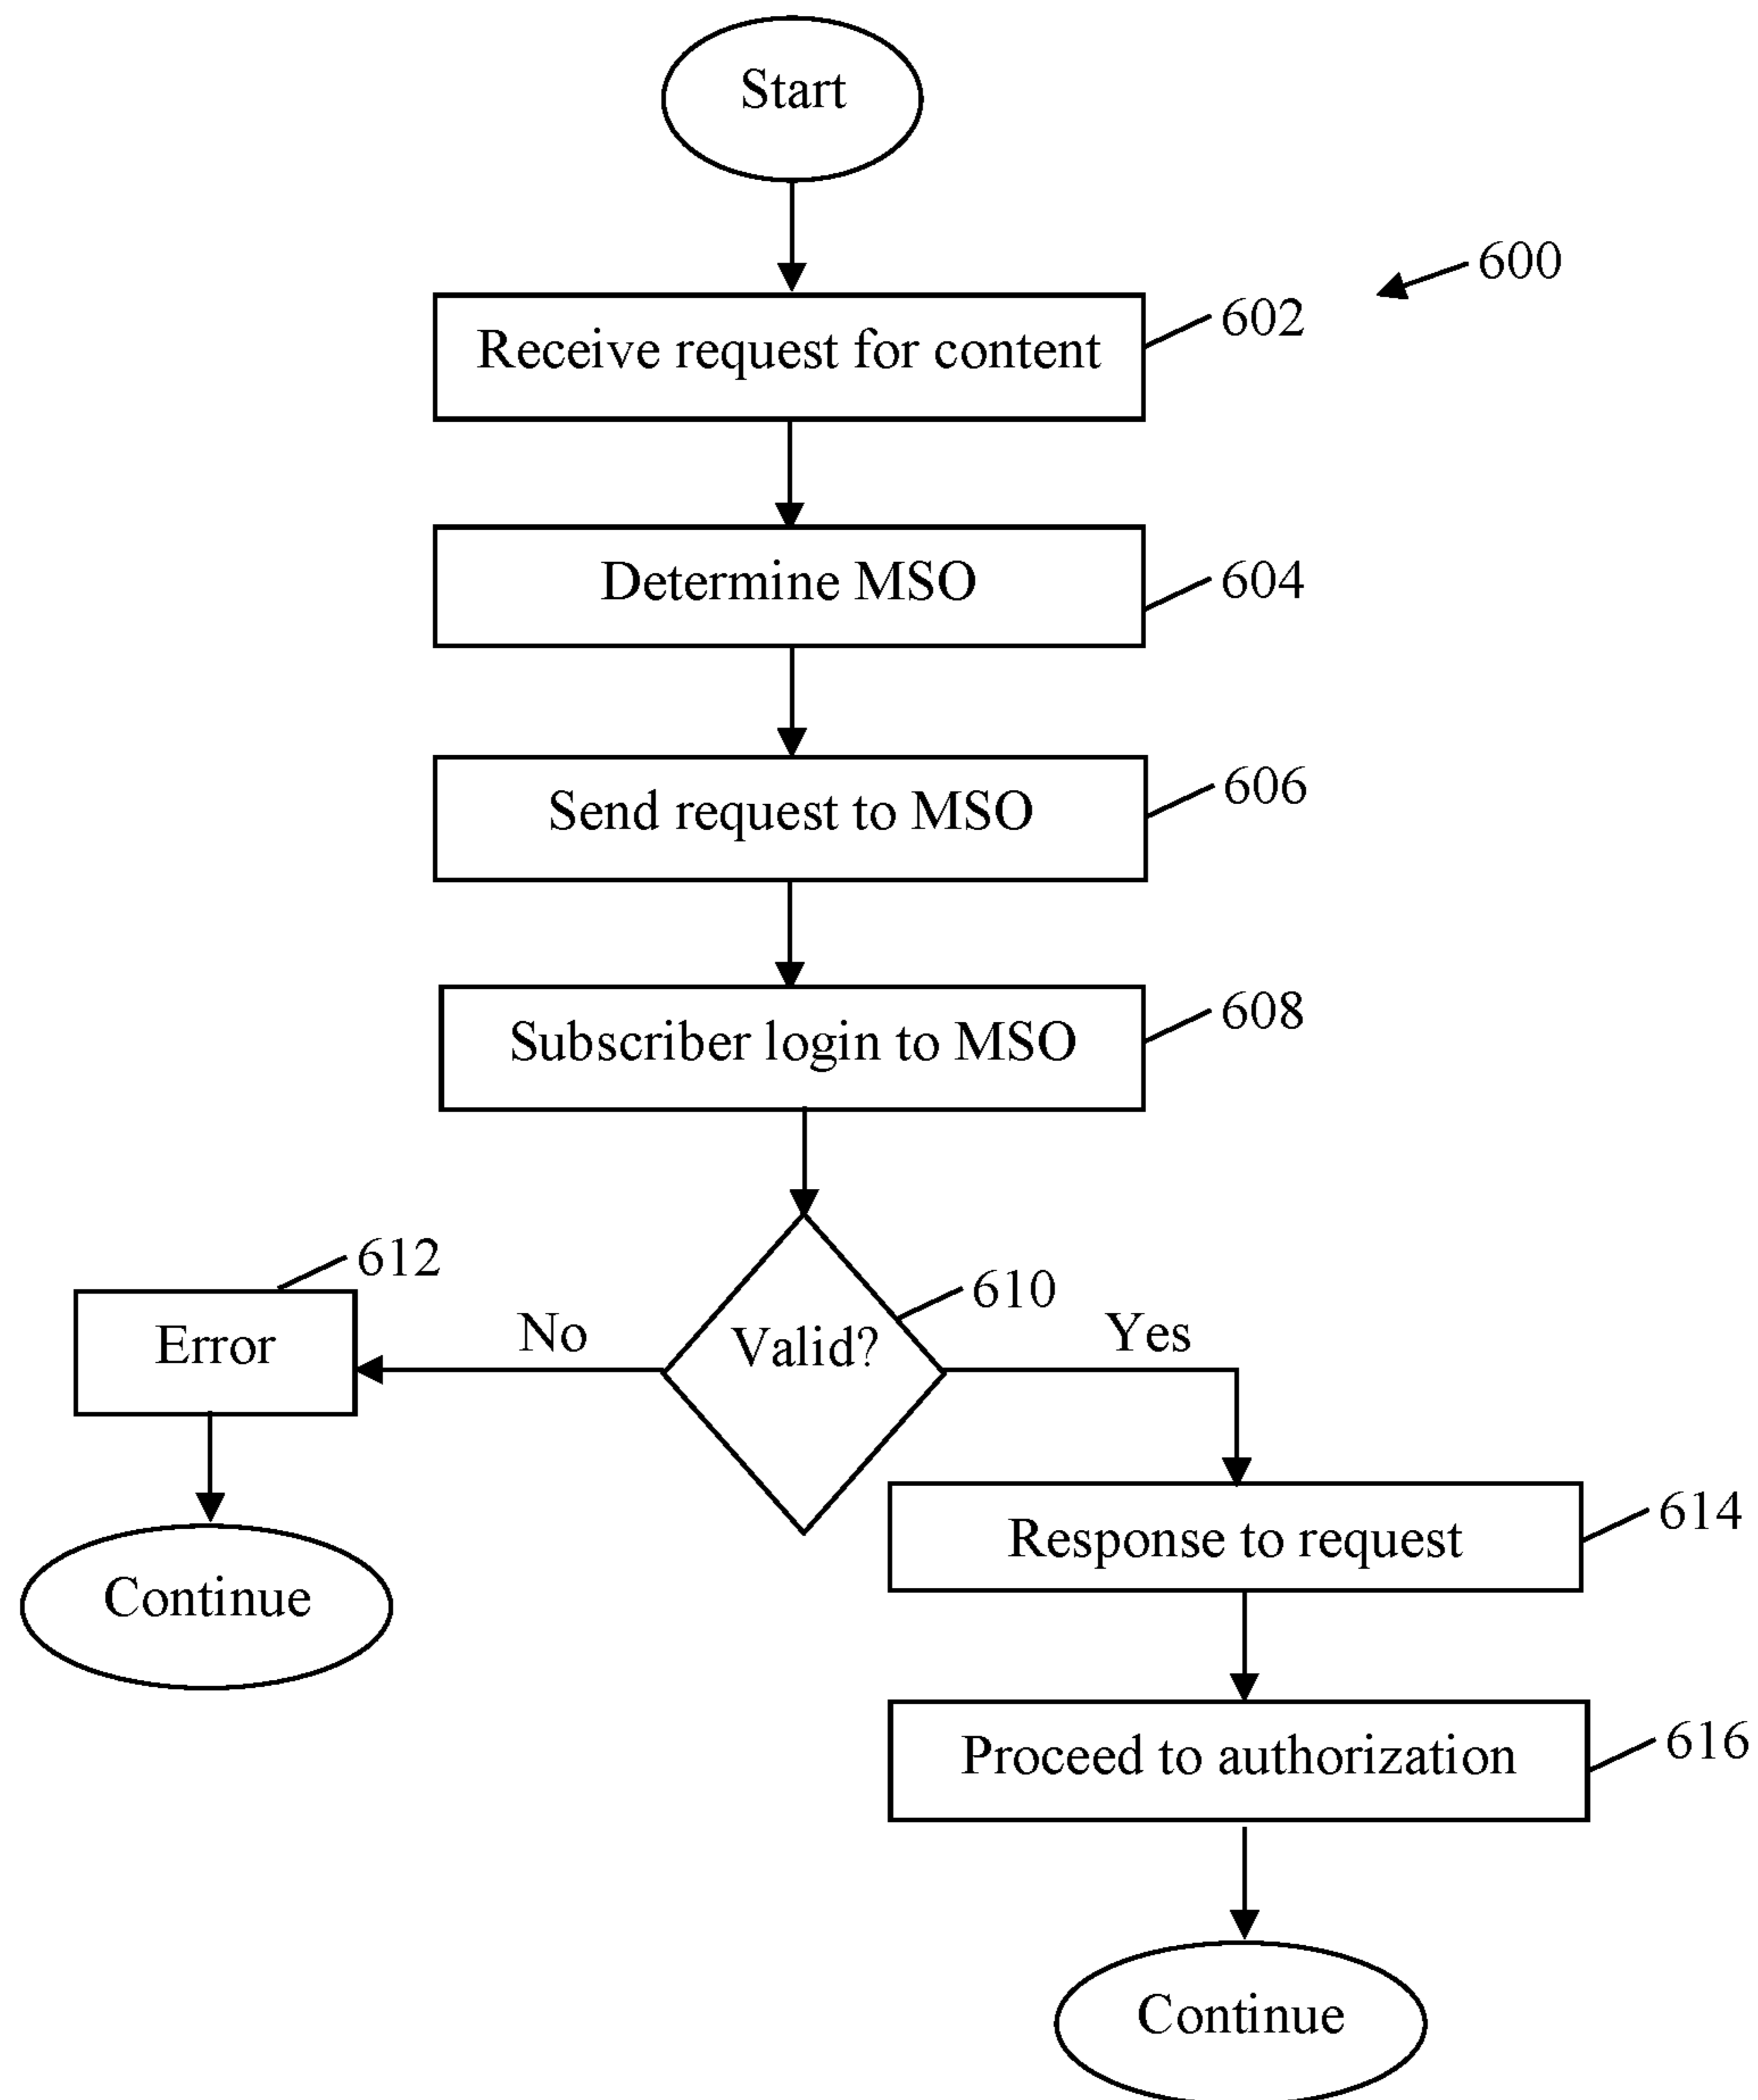 Start
600
602
Receive request for content
Determine MSO
604
606
Send request to MSO
608
Subscriber login to MSO
612
610
No
Valid?
Yes
Error
614
Response to request
Continue
616
Proceed to authorization
Continue